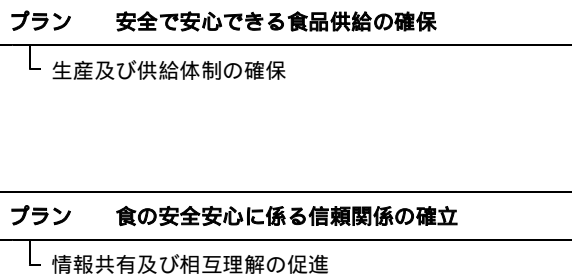 プラン　　安全で安心できる食品供給の確保
生産及び供給体制の確保
プラン　　食の安全安心に係る信頼関係の確立
情報共有及び相互理解の促進